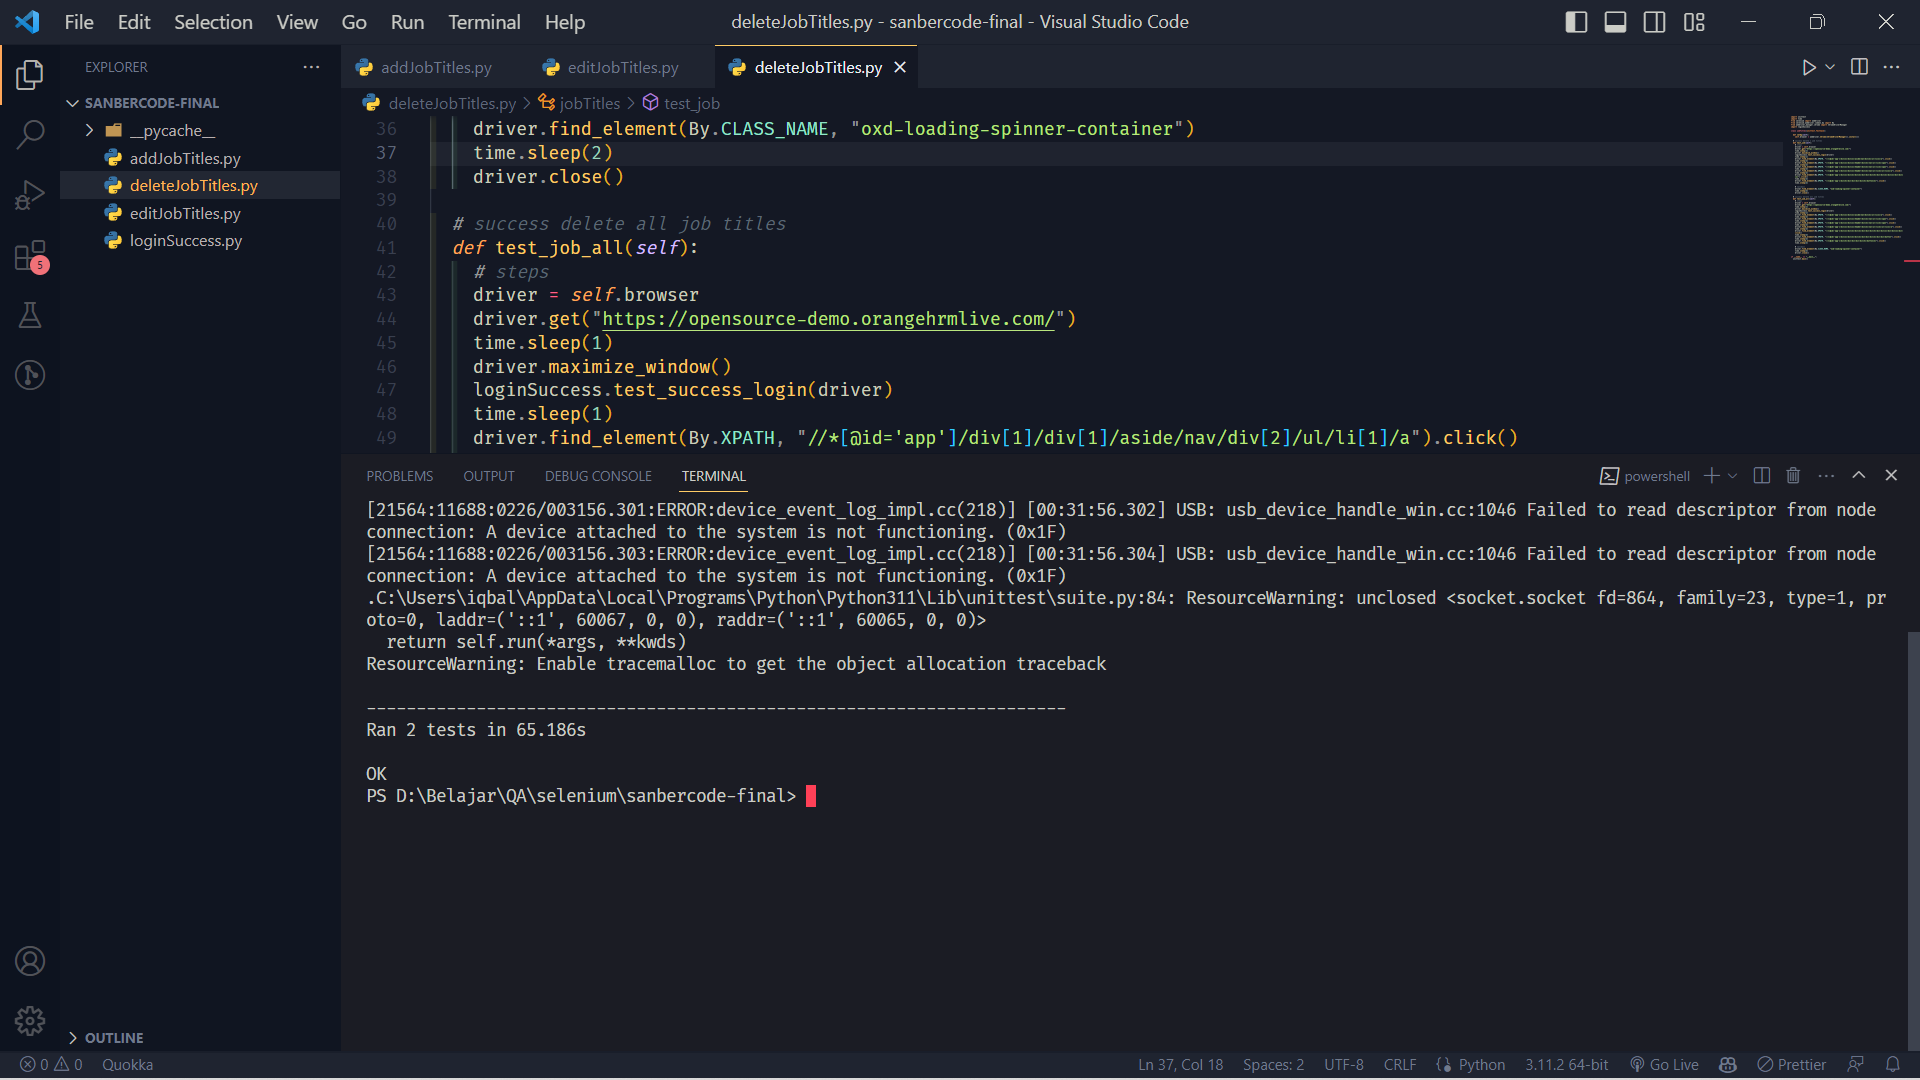 File Edit Selection View Go Run Terminal Help
deleteJobTitles.py - sanbercode-final - Visual Studio Code
EXPLORER
SANBERCODE-FINAL
__pycache__
addJobTitles.py
deleteJobTitles.py
editJobTitles.py
loginSuccess.py
5
OUTLINE
addJobTitles.py
editJobTitles.py
deleteJobTitles.py
deleteJobTitles.py > jobTitles > test_job
36 driver.find_element(By.CLASS_NAME, "oxd-loading-spinner-container")
37 time.sleep(2)
38 driver.close()
39
40 # success delete all job titles
41 def test_job_all(self):
42 # steps
43 driver = self.browser
44 driver.get("https://opensource-demo.orangehrmlive.com/")
45 time.sleep(1)
46 driver.maximize_window()
47 loginSuccess.test_success_login(driver)
48 time.sleep(1)
49 driver.find_element(By.XPATH, "//*[@id='app']/div[1]/div[1]/aside/nav/div[2]/ul/li[1]/a").click()
PROBLEMS OUTPUT DEBUG CONSOLE TERMINAL
powershell
[21564:11688:0226/003156.301:ERROR:device_event_log_impl.cc(218)] [00:31:56.302] USB: usb_device_handle_win.cc:1046 Failed to read descriptor from node
connection: A device attached to the system is not functioning. (0x1F)
[21564:11688:0226/003156.303:ERROR:device_event_log_impl.cc(218)] [00:31:56.304] USB: usb_device_handle_win.cc:1046 Failed to read descriptor from node
connection: A device attached to the system is not functioning. (0x1F)
.C:\Users\iqbal\AppData\Local\Programs\Python\Python311\Lib\unittest\suite.py:84: ResourceWarning: unclosed <socket.socket fd=864, family=23, type=1, pr
oto=0, laddr=('::1', 60067, 0, 0), raddr=('::1', 60065, 0, 0)>
return self.run(*args, **kwds)
ResourceWarning: Enable tracemalloc to get the object allocation traceback
----------------------------------------------------------------------
Ran 2 tests in 65.186s
OK
PS D:\Belajar\QA\selenium\sanbercode-final>
0 0 Quokka
Ln 37, Col 18 Spaces: 2 UTF-8 CRLF Python 3.11.2 64-bit Go Live Prettier